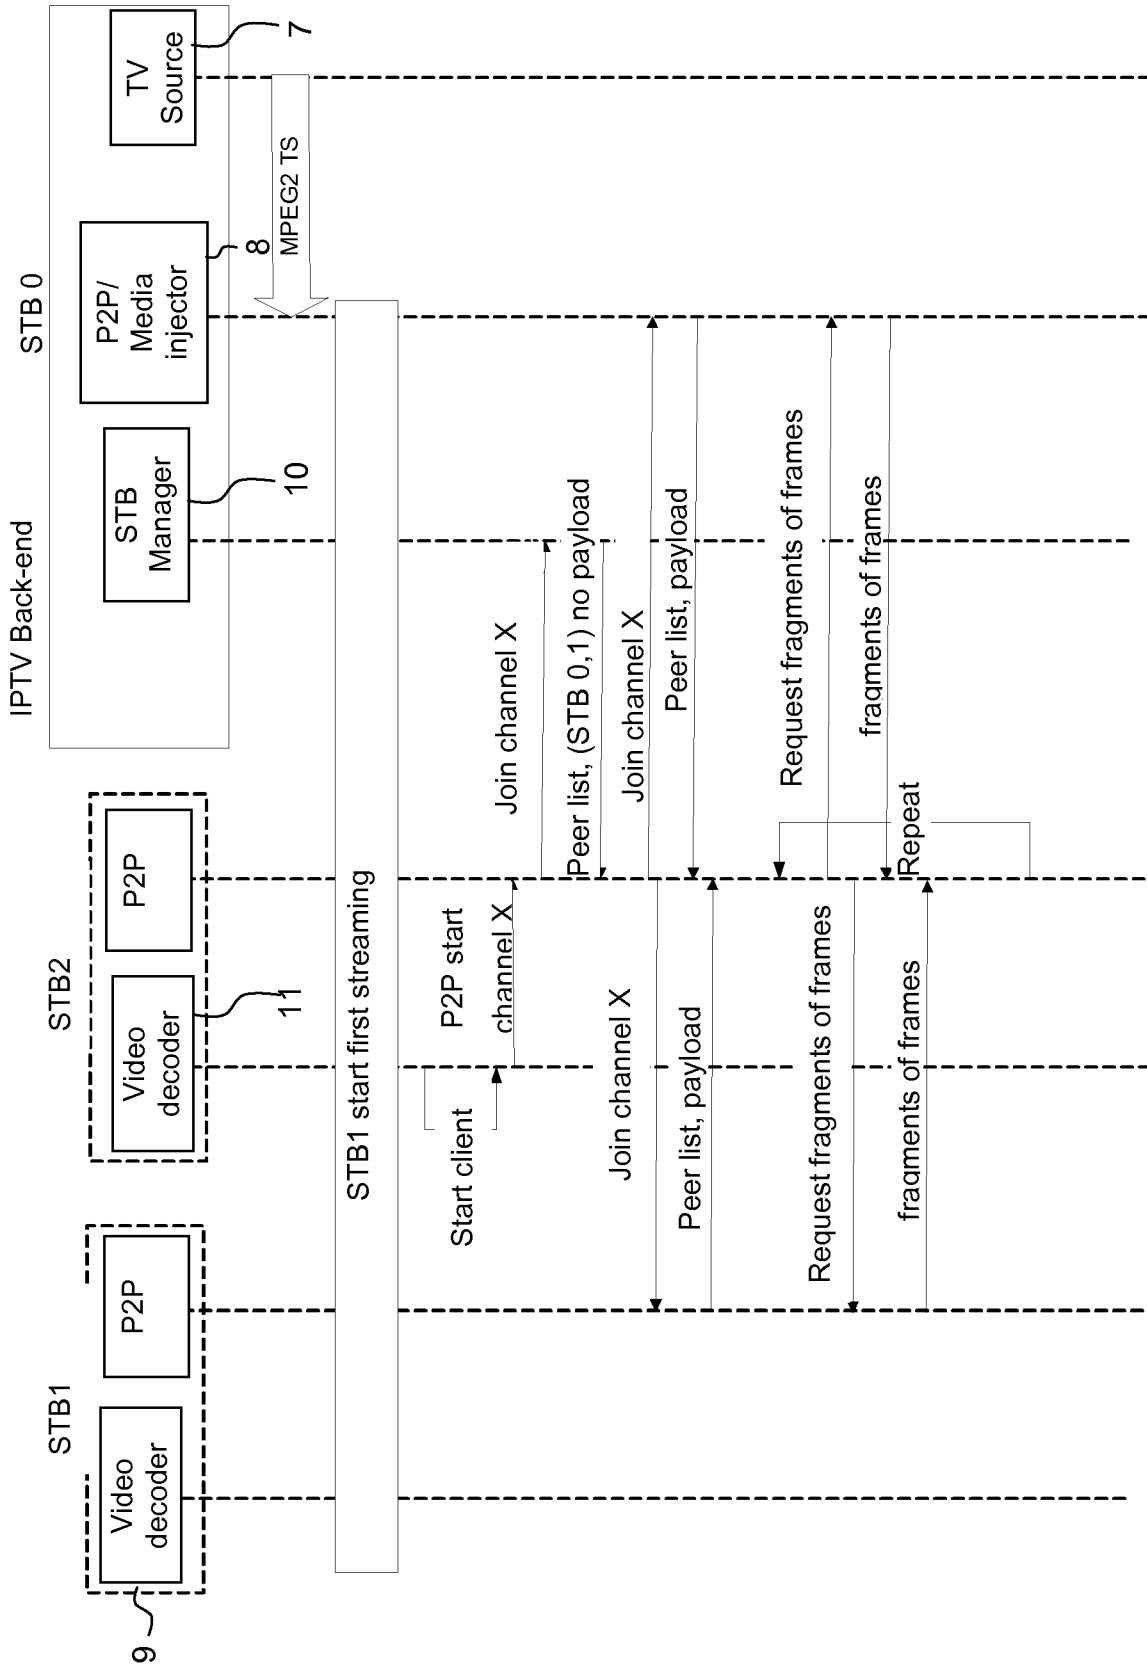 IPTV Back-end
STB 0
STB1
STB2
Video
decoder
P2P
Video
decoder
P2P
STB
Manager
P2P/
Media
injector
TV
Source
9
11
10
8
7
MPEG2 TS
STB1 start first streaming
Start client
P2P start
channel X
Join channel X
Peer list, (STB 0,1) no payload
Join channel X
Join channel X
Peer list, payload
Peer list, payload
Request fragments of frames
Request fragments of frames
fragments of frames
fragments of frames
Repeat